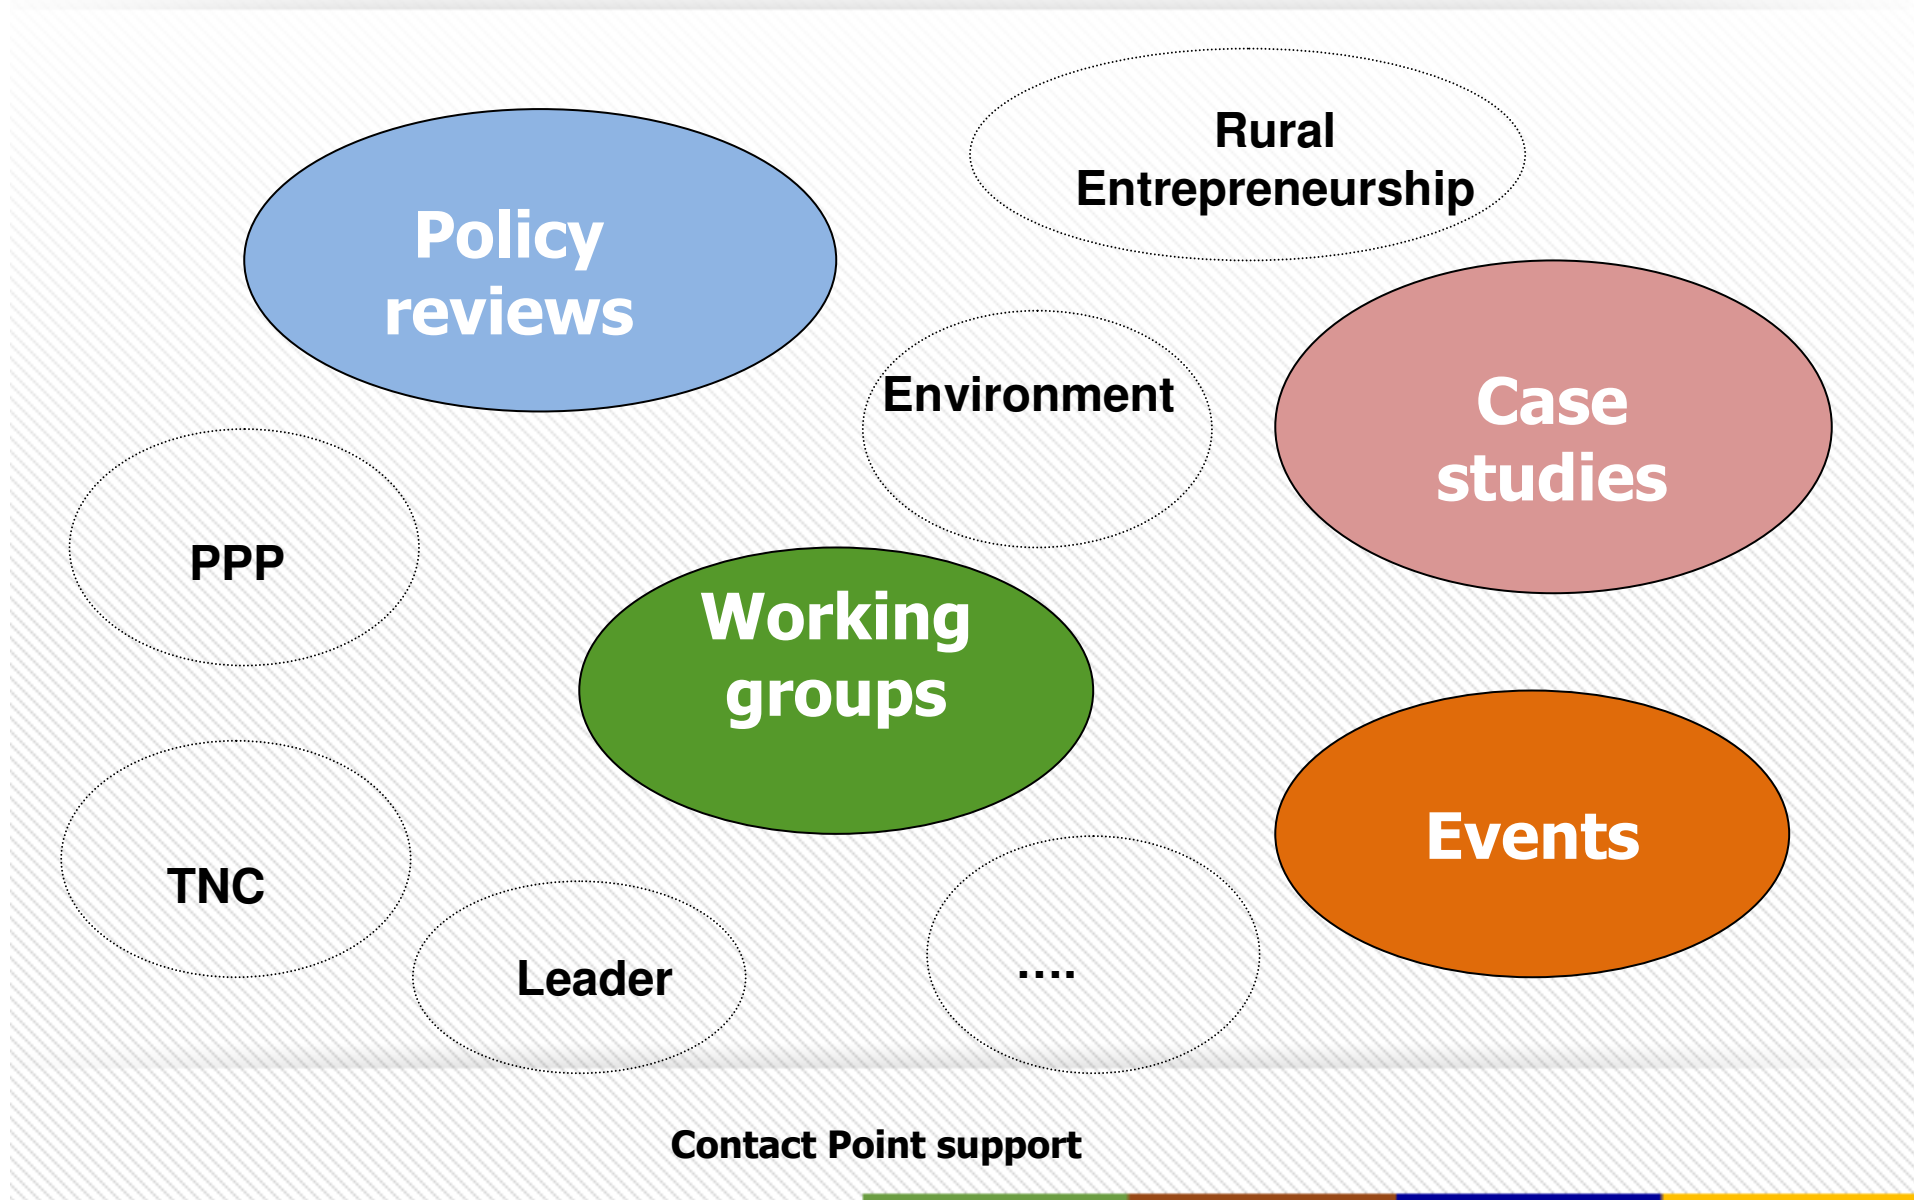 Rural
Entrepreneurship
Policy
reviews
Environment
Case
studies
PPP
Working
groups
Events
TNC
Leader
....
Contact Point support